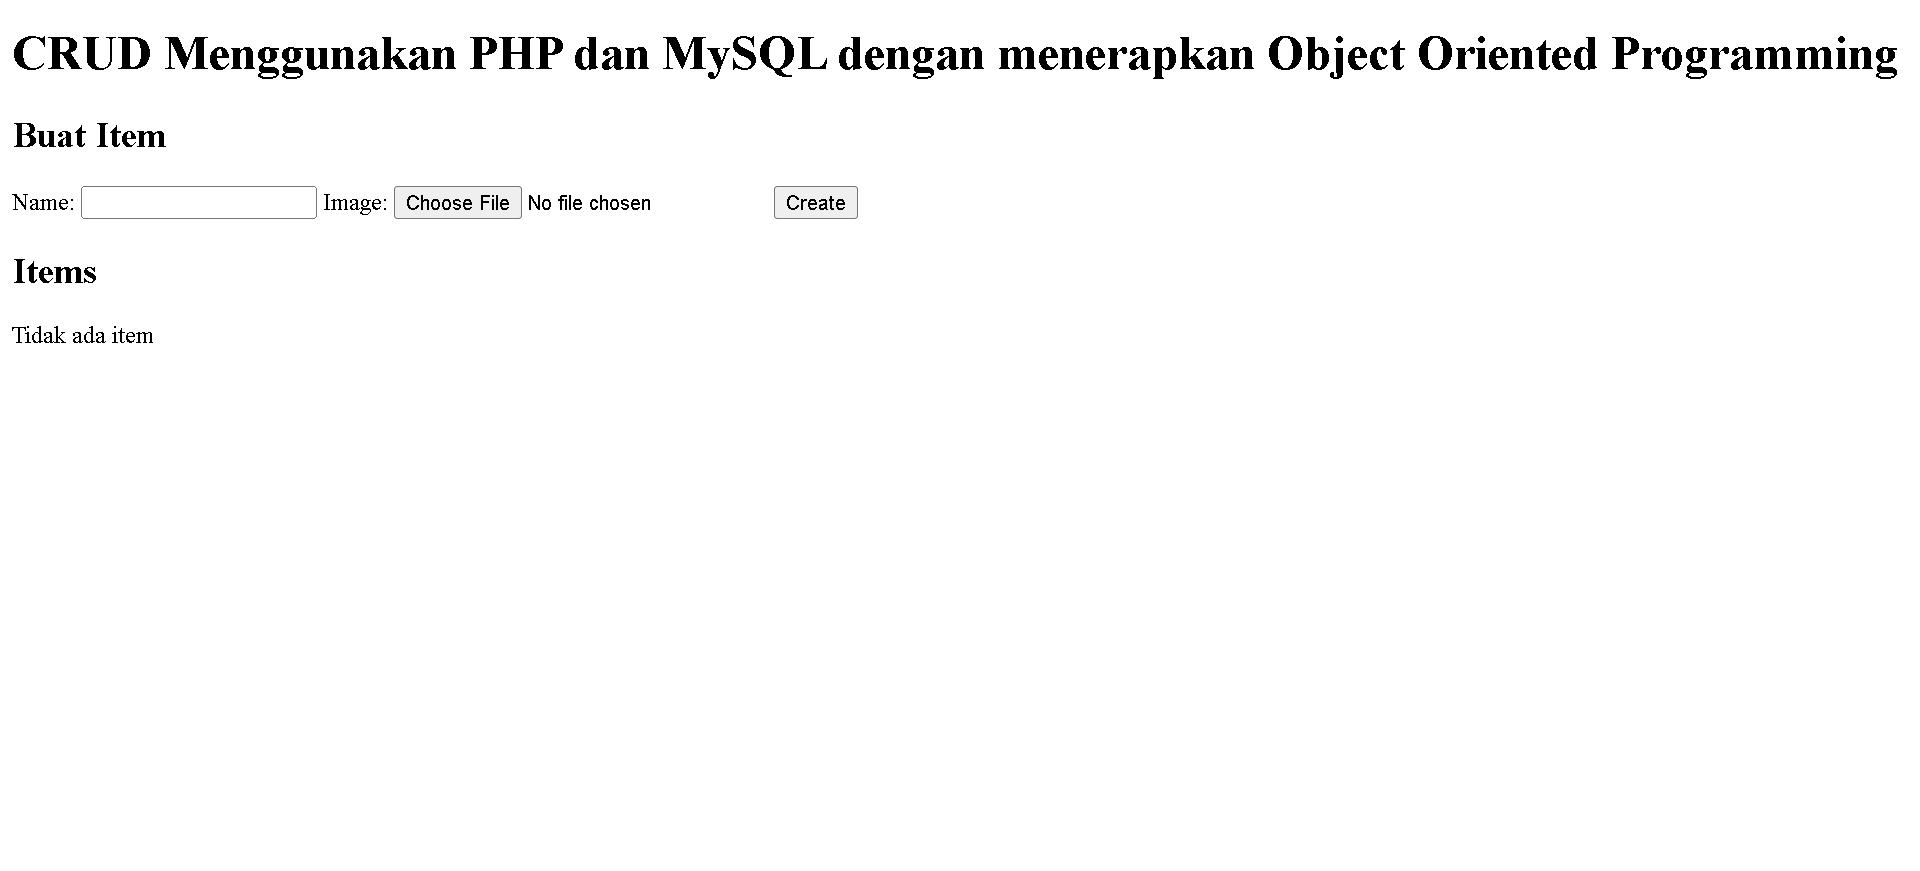 CRUD Menggunakan PHP dan MySQL dengan menerapkan Object Oriented Programming
Buat Item
Name: Image: Choose File No file chosen Create
Items
Tidak ada item